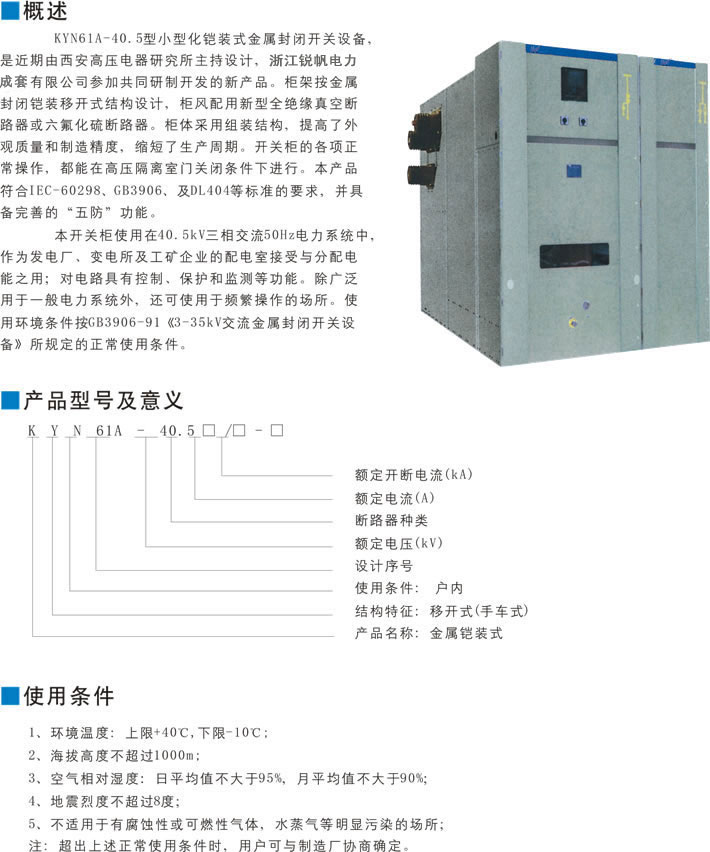 概述
KYN61A-40.5型小型化铠装式金属封闭开关设备，
是近期由西安高压电器研究所主持设计，浙江锐帆电力
成套有限公司参加共同研制开发的新产品。柜架按金属
封闭铠装移开式结构设计，柜风配用新型全绝缘真空断
路器或六氟化硫断路器。柜体采用组装结构，提高了外
观质量和制造精度，缩短了生产周期。开关柜的各项正
常操作，都能在高压隔离室门关闭条件下进行。本产品
符合IEC-60298、GB3906、及DL404等标准的要求，并具
备完善的“五防”功能。
本开关柜使用在40.5kV三相交流50Hz电力系统中，
作为发电厂、变电所及工矿企业的配电室接受与分配电
能之用；对电路具有控制、保护和监测等功能。除广泛
用于一般电力系统外，还可使用于频繁操作的场所。使
用环境条件按GB3906-91《3-35kV交流金属封闭开关设
备》所规定的正常使用条件。
产品型号及意义
K Y N 61A - 40.5 □ /□ - □
额定开断电流(kA)
额定电流(A)
断路器种类
额定电压(kV)
设计序号
使用条件： 户内
结构特征：移开式(手车式)
产品名称：金属铠装式
使用条件
1、环境温度：上限+40℃,下限-10℃；
2、海拔高度不超过1000m；
3、空气相对湿度：日平均值不大于95%，月平均值不大于90%;
4、地震烈度不超过8度；
5、不适用于有腐蚀性或可燃性气体，水蒸气等明显污染的场所；
注：超出上述正常使用条件时，用户可与制造厂协商确定。